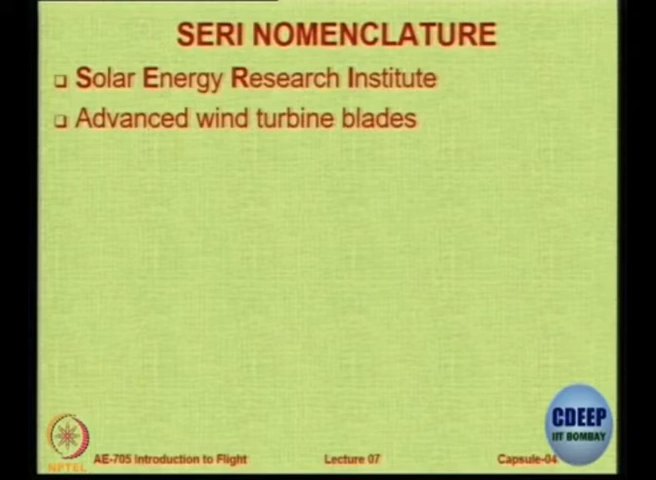 SERI NOMENCLATURE
Solar Energy Research Institute
Advanced wind turbine blades
CDEEP
IIT BOMBAY
NPTEL
AE-705 Introduction to Flight
Lecture 07
Capsule-04